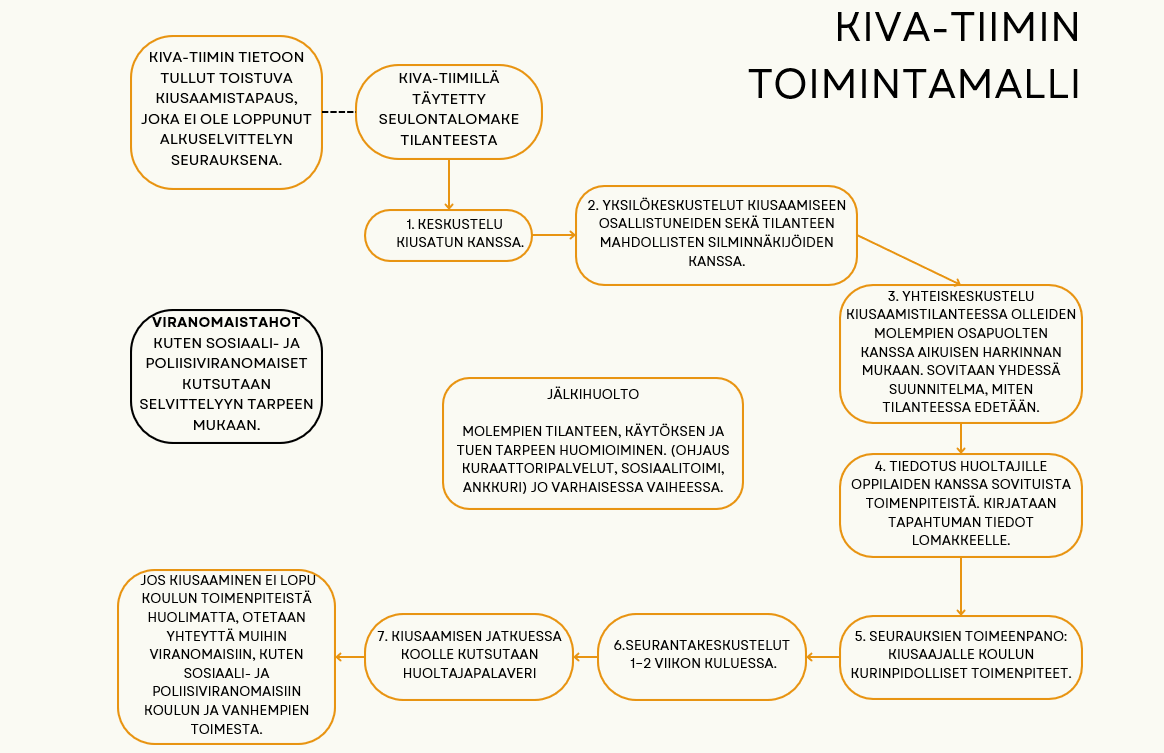 KIVA-TIIMIN
TOIMINTAMALLI
KIVA-TIIMIN TIETOON
TULLUT TOISTUVA
KIUSAAMISTAPAUS,
JOKA EI OLE LOPPUNUT
ALKUSELVITTELYN
SEURAUKSENA.
KIVA-TIIMILLÄ
TÄYTETTY
SEULONTALOMAKE
TILANTEESTA
1. KESKUSTELU
KIUSATUN KANSSA.
2. YKSILÖKESKUSTELUT KIUSAAMISEEN
OSALLISTUNEIDEN SEKÄ TILANTEEN
MAHDOLLISTEN SILMINNÄKIJÖIDEN
KANSSA.
3. YHTEISKESKUSTELU
KIUSAAMISTILANTEESSA OLLEIDEN
MOLEMPIEN OSAPUOLTEN
KANSSA AIKUISEN HARKINNAN
MUKAAN. SOVITAAN YHDESSÄ
SUUNNITELMA, MITEN
TILANTEESSA EDETÄÄN.
VIRANOMAISTAHOT
KUTEN SOSIAALI- JA
POLIISIVIRANOMAISET
KUTSUTAAN
SELVITTELYYN TARPEEN
MUKAAN.
JÄLKIHUOLTO
MOLEMPIEN TILANTEEN, KÄYTÖKSEN JA
TUEN TARPEEN HUOMIOIMINEN. (OHJAUS
KURAATTORIPALVELUT, SOSIAALITOIMI,
ANKKURI) JO VARHAISESSA VAIHEESSA.
4. TIEDOTUS HUOLTAJILLE
OPPILAIDEN KANSSA SOVITUISTA
TOIMENPITEISTÄ. KIRJATAAN
TAPAHTUMAN TIEDOT
LOMAKKEELLE.
5. SEURAUKSIEN TOIMEENPANO:
KIUSAAJALLE KOULUN
KURINPIDOLLISET TOIMENPITEET.
6.SEURANTAKESKUSTELUT
1-2 VIIKON KULUESSA.
7. KIUSAAMISEN JATKUESSA
KOOLLE KUTSUTAAN
HUOLTAJAPALAVERI
JOS KIUSAAMINEN EI LOPU
KOULUN TOIMENPITEISTÄ
HUOLIMATTA, OTETAAN
YHTEYTTÄ MUIHIN
VIRANOMAISIIN, KUTEN
SOSIAALI- JA
POLIISIVIRANOMAISIIN
KOULUN JA VANHEMPIEN
TOIMESTA.